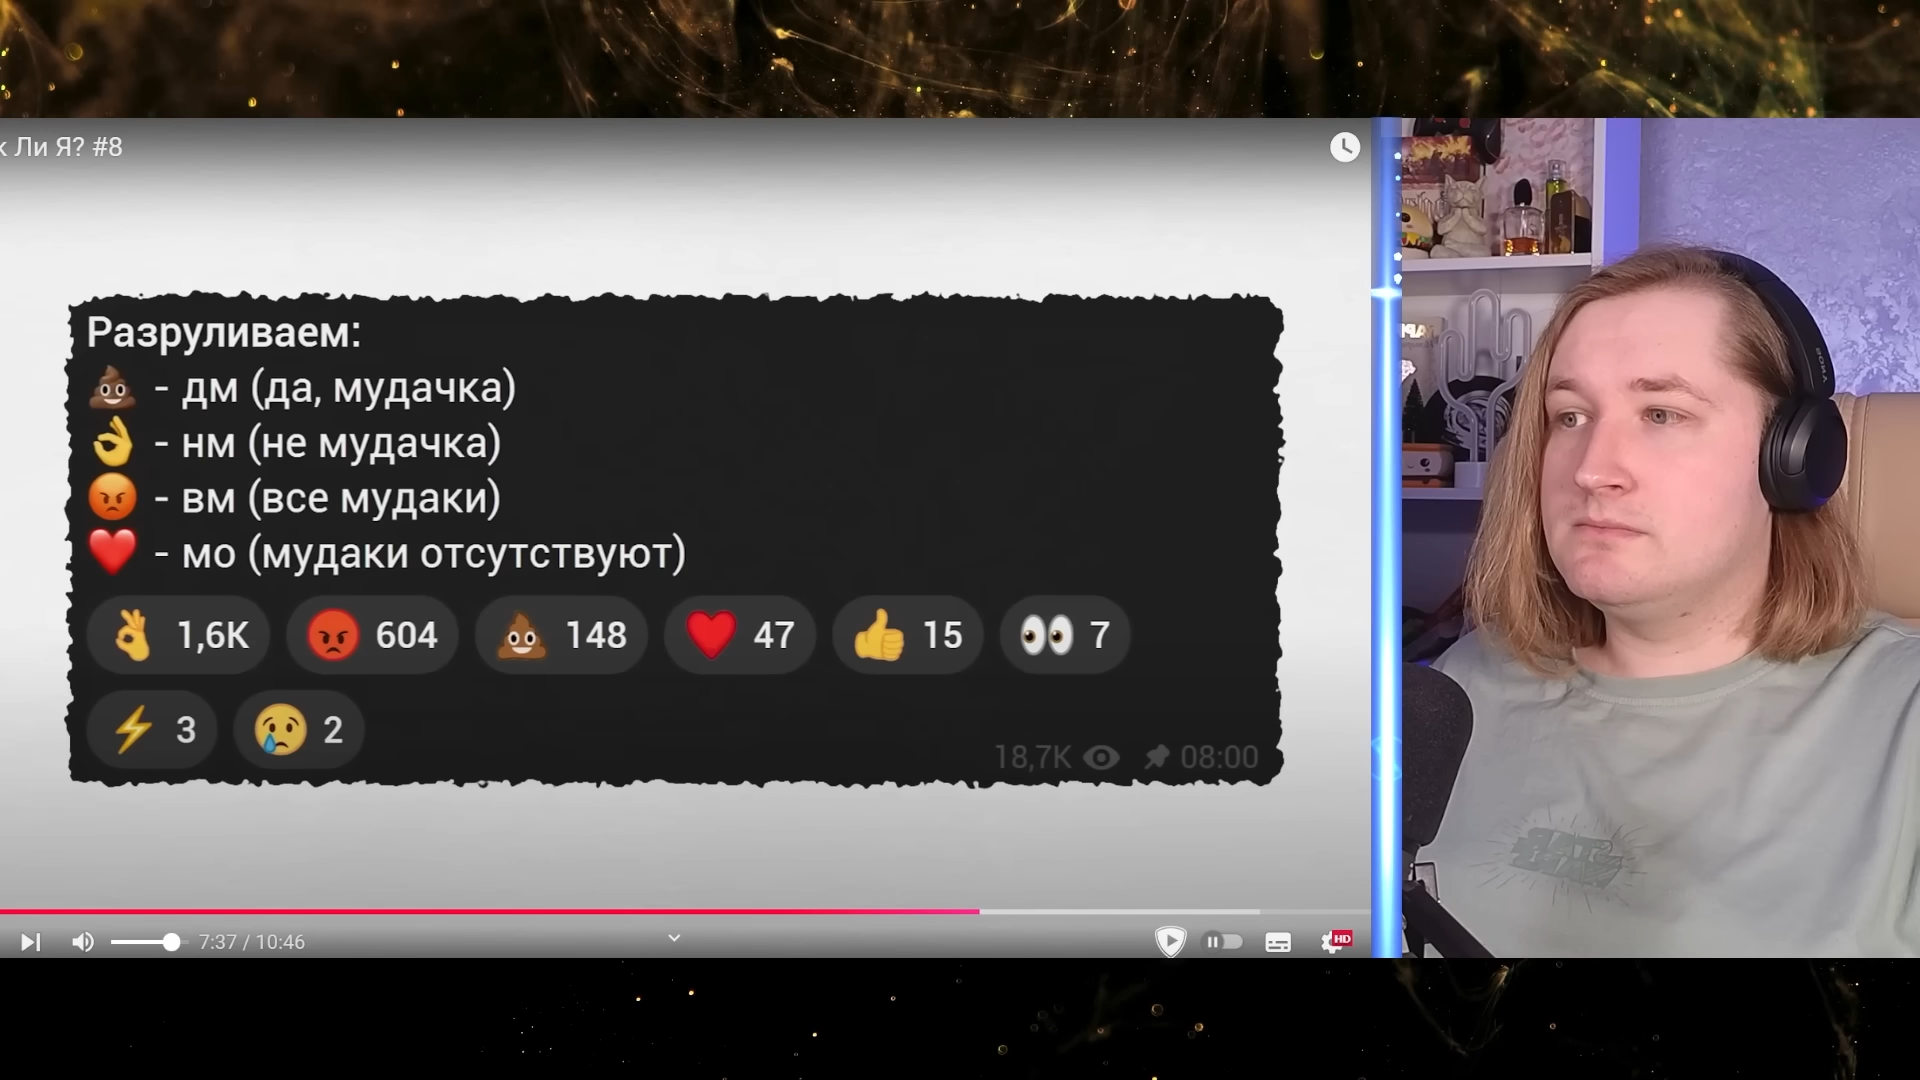 к Ли Я? #8
Разруливаем:
💩 - дм (да, мудачка)
👌 - нм (не мудачка)
😡 - вм (все мудаки)
❤️ - мо (мудаки отсутствуют)
👌 1,6K 😡 604 💩 148 ❤️ 47 👍 15 👀 7
⚡ 3 😢 2
18,7K 08:00
7:37 / 10:46
HD